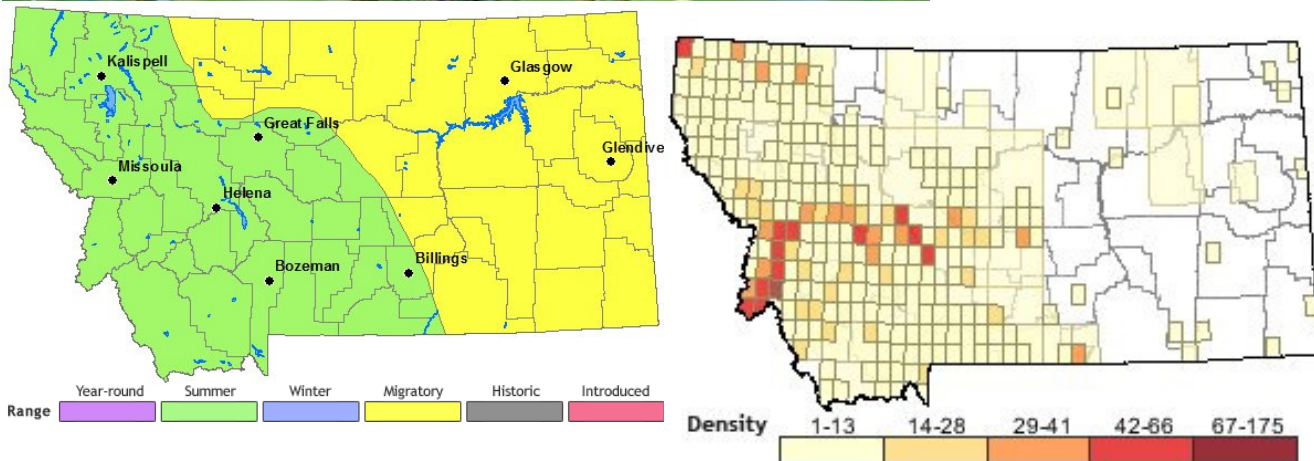 Kalispell
Glasgow
Great Falls
Glendive
Missoula
Helena
Bozeman
Billings
Year-round Summer Winter Migratory Historic Introduced
Range
Density 1-13 14-28 29-41 42-66 67-175